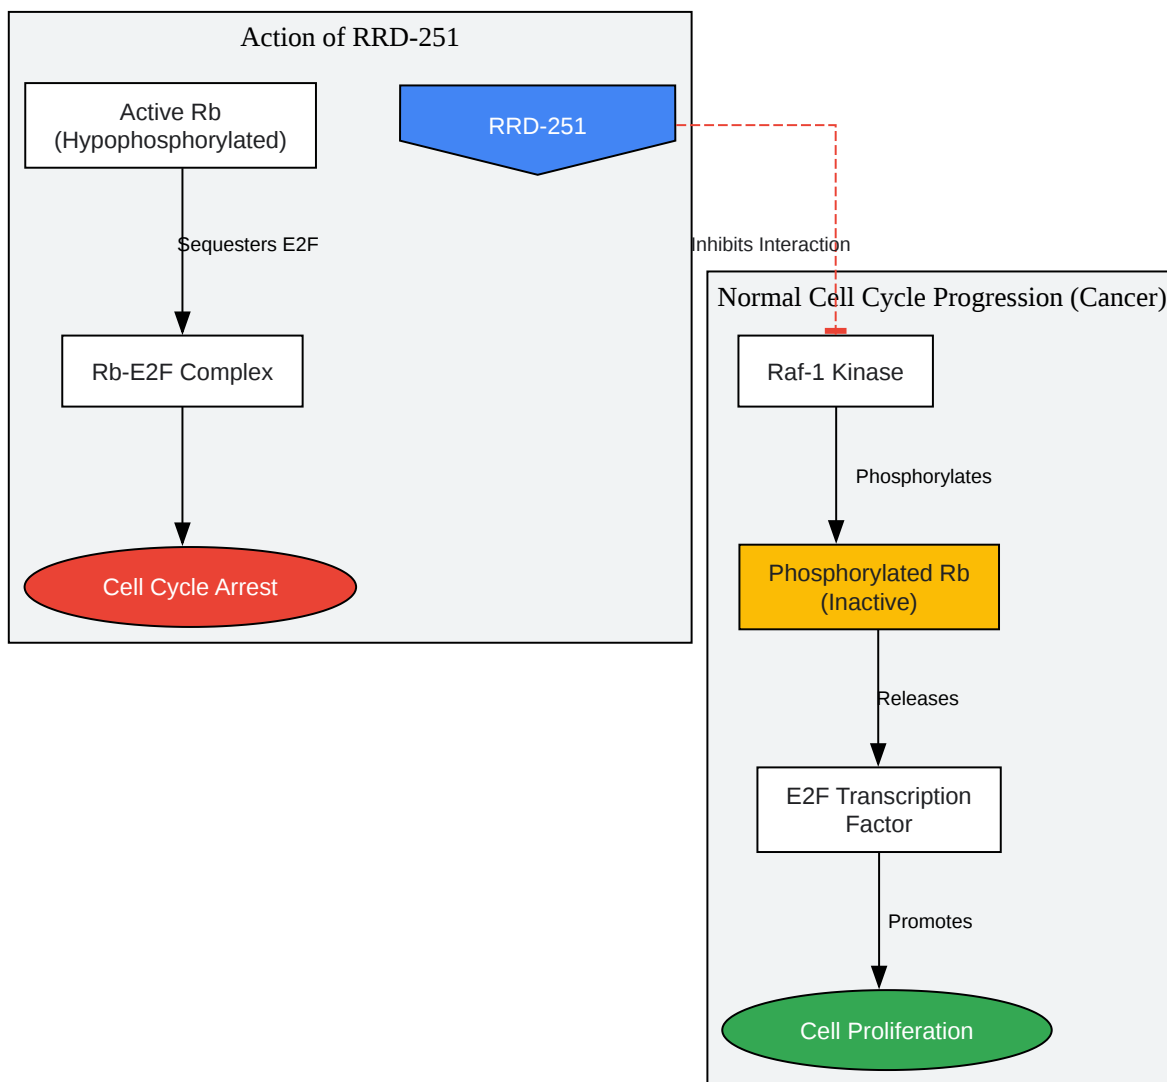 Action of RRD-251
Active Rb
(Hypophosphorylated)
RRD-251
Sequesters E2F
Inhibits Interaction
Rb-E2F Complex
Cell Cycle Arrest
Normal Cell Cycle Progression (Cancer)
Raf-1 Kinase
Phosphorylates
Phosphorylated Rb
(Inactive)
Releases
E2F Transcription
Factor
Promotes
Cell Proliferation